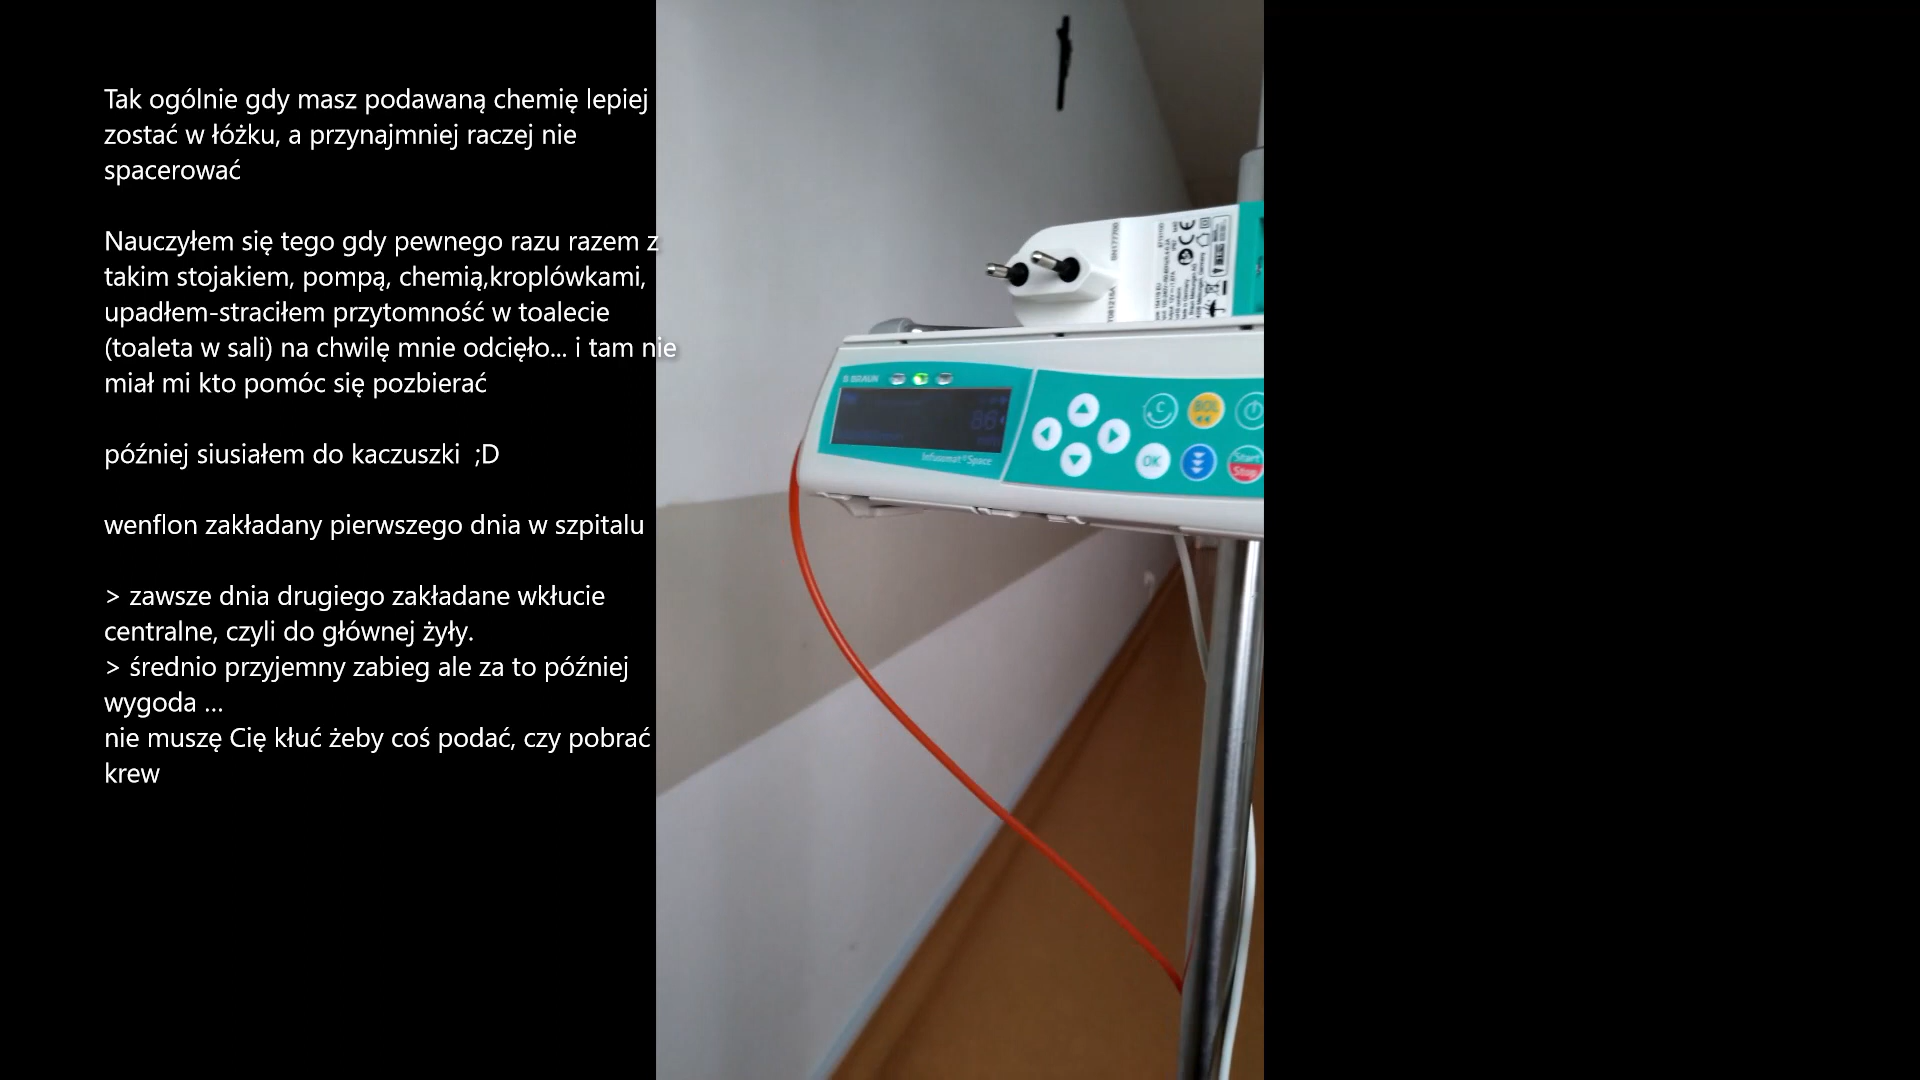 Tak ogólnie gdy masz podawaną chemię lepiej
zostać w łóżku, a przynajmniej raczej nie
spacerować
Nauczyłem się tego gdy pewnego razu razem z
takim stojakiem, pompą, chemią,kroplówkami,
upadłem-straciłem przytomność w toalecie
(toaleta w sali) na chwilę mnie odcięło... i tam nie
miał mi kto pomóc się pozbierać
później siusiałem do kaczuszki  ;D
wenflon zakładany pierwszego dnia w szpitalu
> zawsze dnia drugiego zakładane wkłucie
centralne, czyli do głównej żyły.
> średnio przyjemny zabieg ale za to później
wygoda ...
nie muszę Cię kłuć żeby coś podać, czy pobrać
krew
B BRAUN
Infusomat® Space
C
BOL
OK
Start
Stop